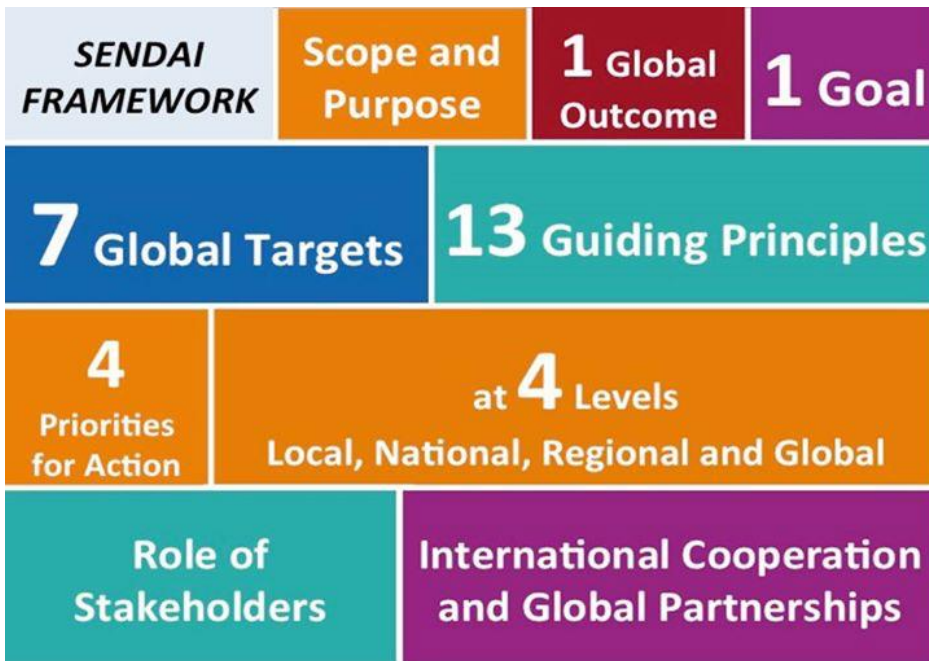 SENDAI
FRAMEWORK
Scope and
Purpose
1 Global
Outcome
1 Goal
7 Global Targets
13 Guiding Principles
4
Priorities
for Action
at 4 Levels
Local, National, Regional and Global
Role of
Stakeholders
International Cooperation
and Global Partnerships